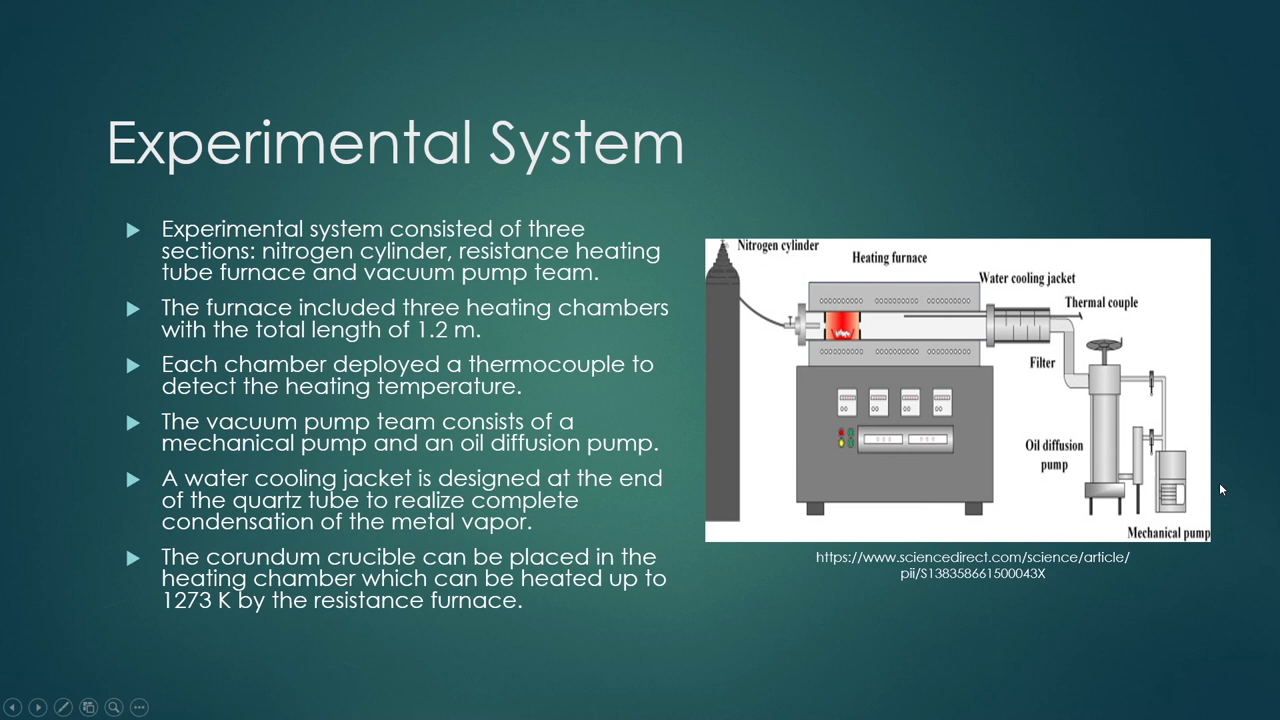 Experimental System
Experimental system consisted of three
sections: nitrogen cylinder, resistance heating
tube furnace and vacuum pump team.
The furnace included three heating chambers
with the total length of 1.2 m.
Each chamber deployed a thermocouple to
detect the heating temperature.
The vacuum pump team consists of a
mechanical pump and an oil diffusion pump.
A water cooling jacket is designed at the end
of the quartz tube to realize complete
condensation of the metal vapor.
The corundum crucible can be placed in the
heating chamber which can be heated up to
1273 K by the resistance furnace.
Nitrogen cylinder
Heating furnace
Water cooling jacket
Thermal couple
Filter
Oil diffusion
pump
Mechanical pump
https://www.sciencedirect.com/science/article/
pii/S138358661500043X